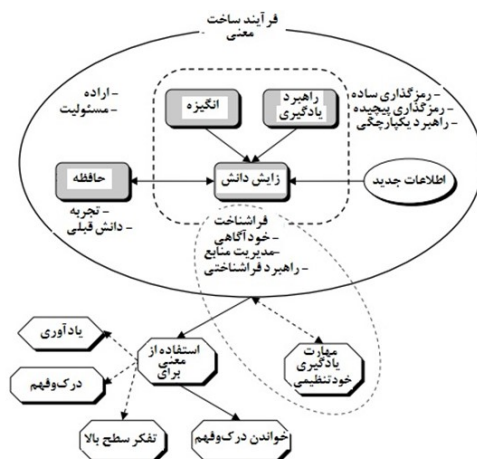 فرآیند ساخت
معنی
- اراده
- مسئولیت
انگیزه
راهبرد
یادگیری
رمزگذاری ساده -
رمزگذاری پیچیده -
راهبرد یکپارچگی -
حافظه
زایش دانش
اطلاعات جدید
تجربه -
دانش قبلی -
فراشناخت
خودآگاهی -
مدیریت منابع -
راهبرد فراشناختی -
یادآوری
درک‌وفهم
تفکر سطح بالا
استفاده از
معنی
برای
خواندن درک‌وفهم
مهارت
یادگیری
خودتنظیمی